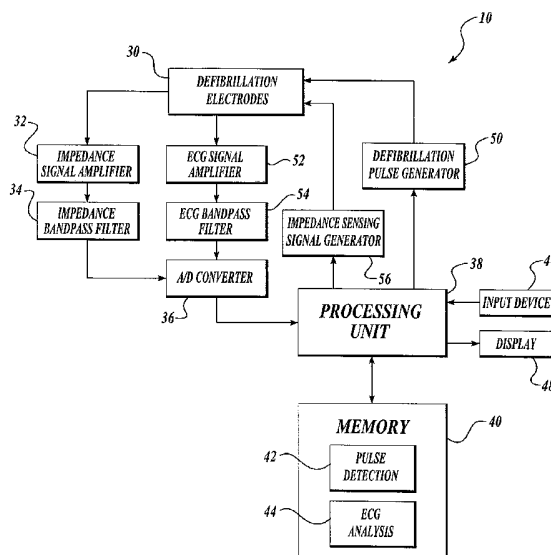 10
30
DEFIBRILLATION
ELECTRODES
32
IMPEDANCE
SIGNAL AMPLIFIER
ECG SIGNAL
AMPLIFIER
52
50
DEFIBRILLATION
PULSE GENERATOR
34
IMPEDANCE
BANDPASS FILTER
54
ECG BANDPASS
FILTER
IMPEDANCE SENSING
SIGNAL GENERATOR
56
A/D CONVERTER
36
38
PROCESSING
UNIT
INPUT DEVICE
DISPLAY
48
MEMORY
40
42
PULSE
DETECTION
44
ECG
ANALYSIS